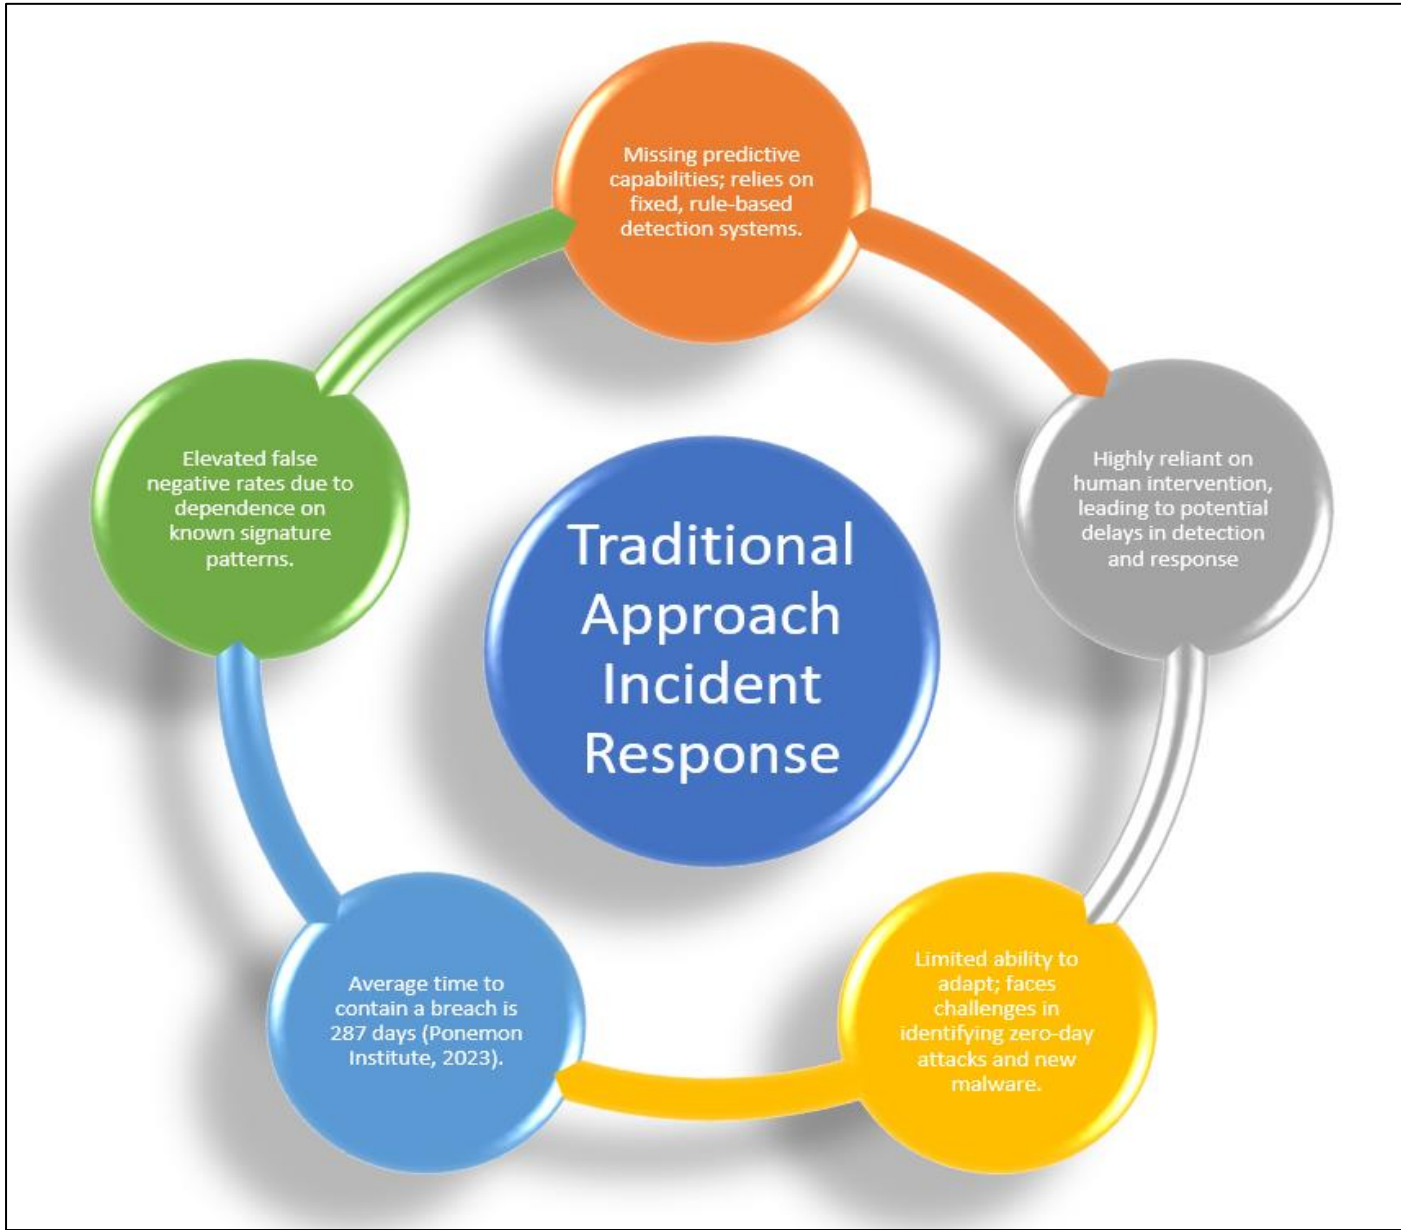 Missing predictive
capabilities; relies on
fixed, rule-based
detection systems.
Highly reliant on
human intervention,
leading to potential
delays in detection
and response
Limited ability to
adapt; faces
challenges in
identifying zero-day
attacks and new
malware.
Average time to
contain a breach is
287 days (Ponemon
Institute, 2023).
Elevated false
negative rates due to
dependence on
known signature
patterns.
Traditional
Approach
Incident
Response